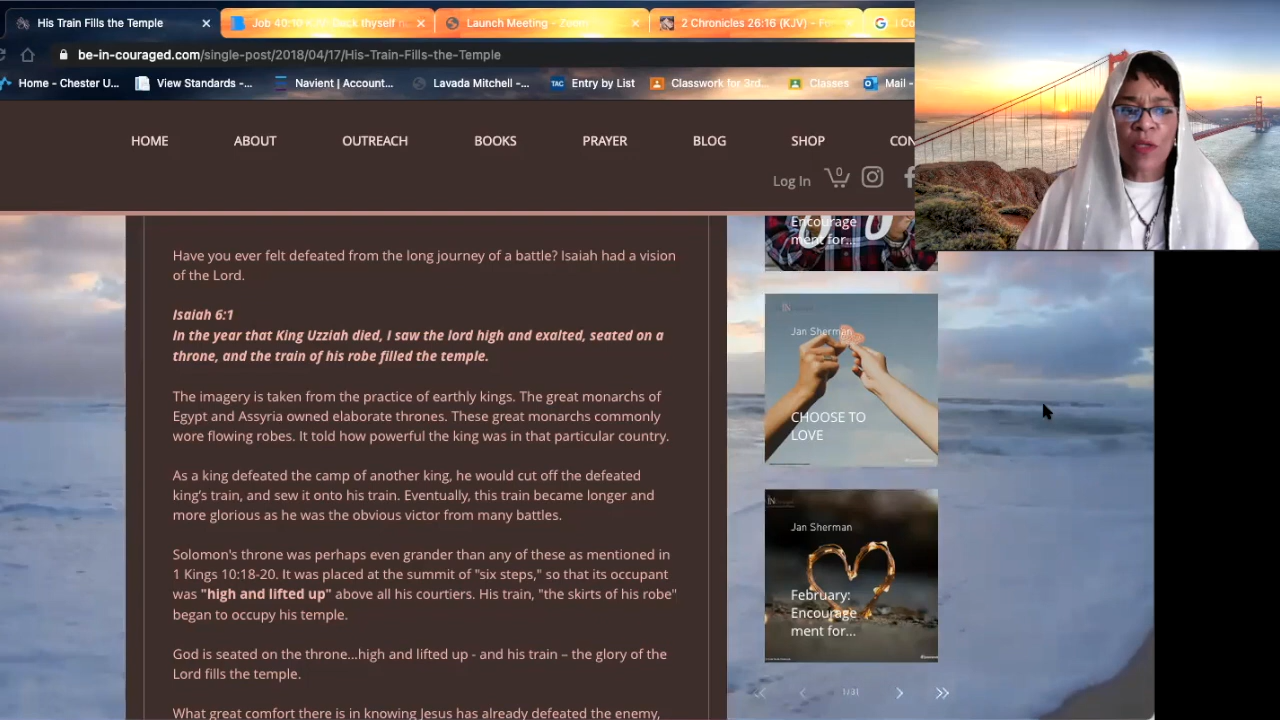 His Train Fills the Temple
Job 40:10 KJV: Deck thyself n
Launch Meeting - Zoom
2 Chronicles 26:16 (KJV) - Fo
be-in-couraged.com/single-post/2018/04/17/His-Train-Fills-the-Temple
Home - Chester U...
View Standards -...
Navient | Account...
Lavada Mitchell -...
TAC
Entry by List
Classwork for 3rd...
Classes
Mail -
HOME
ABOUT
OUTREACH
BOOKS
PRAYER
BLOG
SHOP
CON
Log In
0
Have you ever felt defeated from the long journey of a battle? Isaiah had a vision
of the Lord.
Isaiah 6:1
In the year that King Uzziah died, I saw the lord high and exalted, seated on a
throne, and the train of his robe filled the temple.
The imagery is taken from the practice of earthly kings. The great monarchs of
Egypt and Assyria owned elaborate thrones. These great monarchs commonly
wore flowing robes. It told how powerful the king was in that particular country.
As a king defeated the camp of another king, he would cut off the defeated
king's train, and sew it onto his train. Eventually, this train became longer and
more glorious as he was the obvious victor from many battles.
Solomon's throne was perhaps even grander than any of these as mentioned in
1 Kings 10:18-20. It was placed at the summit of "six steps," so that its occupant
was "high and lifted up" above all his courtiers. His train, "the skirts of his robe"
began to occupy his temple.
God is seated on the throne...high and lifted up - and his train – the glory of the
Lord fills the temple.
What great comfort there is in knowing Jesus has already defeated the enemy,
Encourage
ment for...
Jan Sherman
CHOOSE TO
LOVE
Jan Sherman
February:
Encourage
ment for...
1/31